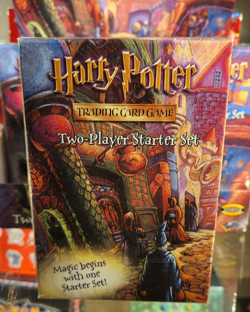 Harry Potter
TRADING CARD GAME
Two-Player Starter Set
Magic begins
with one
Starter Set!